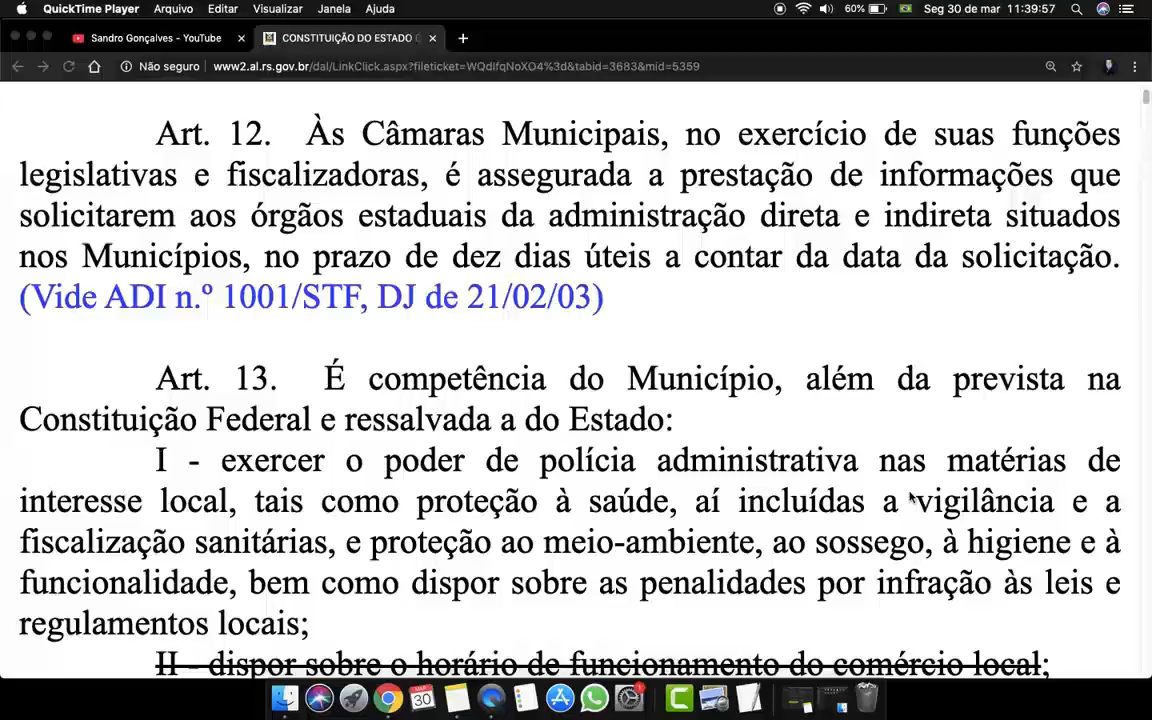 QuickTime Player Arquivo Editar Visualizar Janela Ajuda 60% Seg 30 de mar 11:39:57
Sandro Gonçalves - YouTube × CONSTITUIÇÃO DO ESTADO × +
Não seguro www2.al.rs.gov.br/dal/LinkClick.aspx?fileticket=WQdIfqNoXO4%3d&tabid=3683&mid=5359
Art. 12. Às Câmaras Municipais, no exercício de suas funções
legislativas e fiscalizadoras, é assegurada a prestação de informações que
solicitarem aos órgãos estaduais da administração direta e indireta situados
nos Municípios, no prazo de dez dias úteis a contar da data da solicitação.
(Vide ADI n.º 1001/STF, DJ de 21/02/03)
Art. 13. É competência do Município, além da prevista na
Constituição Federal e ressalvada a do Estado:
I - exercer o poder de polícia administrativa nas matérias de
interesse local, tais como proteção à saúde, aí incluídas a vigilância e a
fiscalização sanitárias, e proteção ao meio-ambiente, ao sossego, à higiene e à
funcionalidade, bem como dispor sobre as penalidades por infração às leis e
regulamentos locais;
II - dispor sobre o horário de funcionamento do comércio local;
MAR
30
1